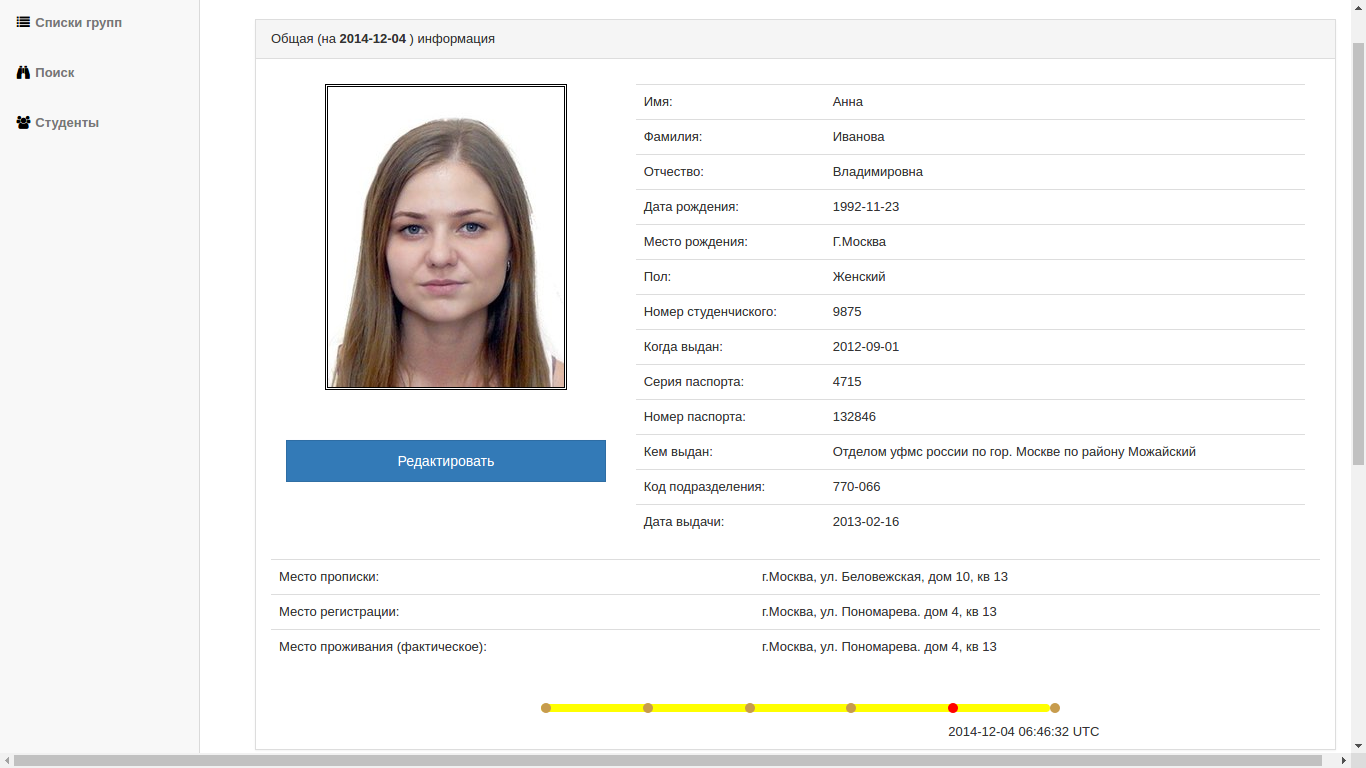 Списки групп
Поиск
Студенты
Общая (на 2014-12-04 ) информация
Имя: Анна
Фамилия: Иванова
Отчество: Владимировна
Дата рождения: 1992-11-23
Место рождения: Г.Москва
Пол: Женский
Номер студенчиского: 9875
Когда выдан: 2012-09-01
Серия паспорта: 4715
Номер паспорта: 132846
Кем выдан: Отделом уфмс россии по гор. Москве по району Можайский
Код подразделения: 770-066
Дата выдачи: 2013-02-16
Редактировать
Место прописки: г.Москва, ул. Беловежская, дом 10, кв 13
Место регистрации: г.Москва, ул. Пономарева. дом 4, кв 13
Место проживания (фактическое): г.Москва, ул. Пономарева. дом 4, кв 13
2014-12-04 06:46:32 UTC